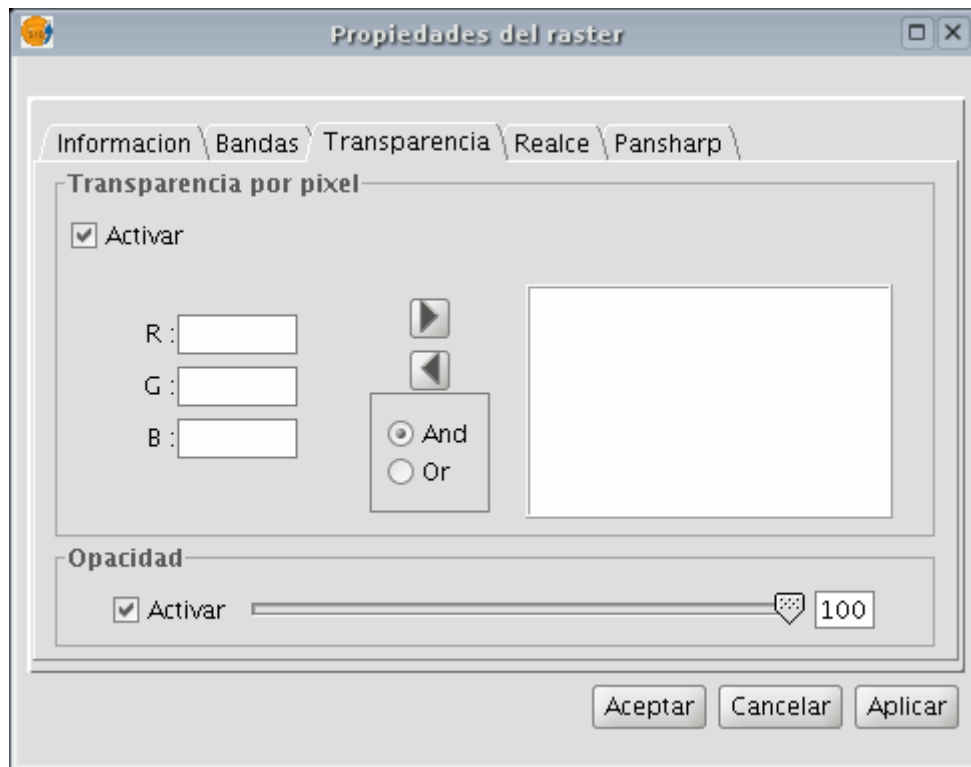 Propiedades del raster
Informacion Bandas Transparencia Realce Pansharp
Transparencia por pixel
Activar
R :
G :
B :
And
Or
Opacidad
Activar 100
Aceptar Cancelar Aplicar